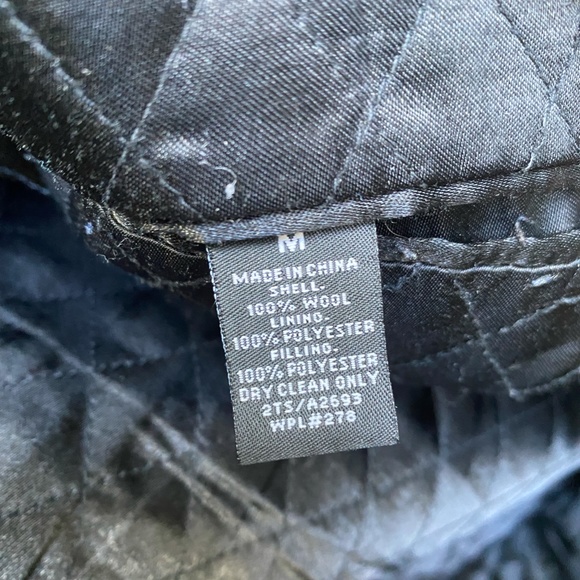 M
MADE IN CHINA
SHELL-
100% WOOL
LINING-
100% POLYESTER
FILLING-
100% POLYESTER
DRY CLEAN ONLY
2TS/A2693
WPL#278